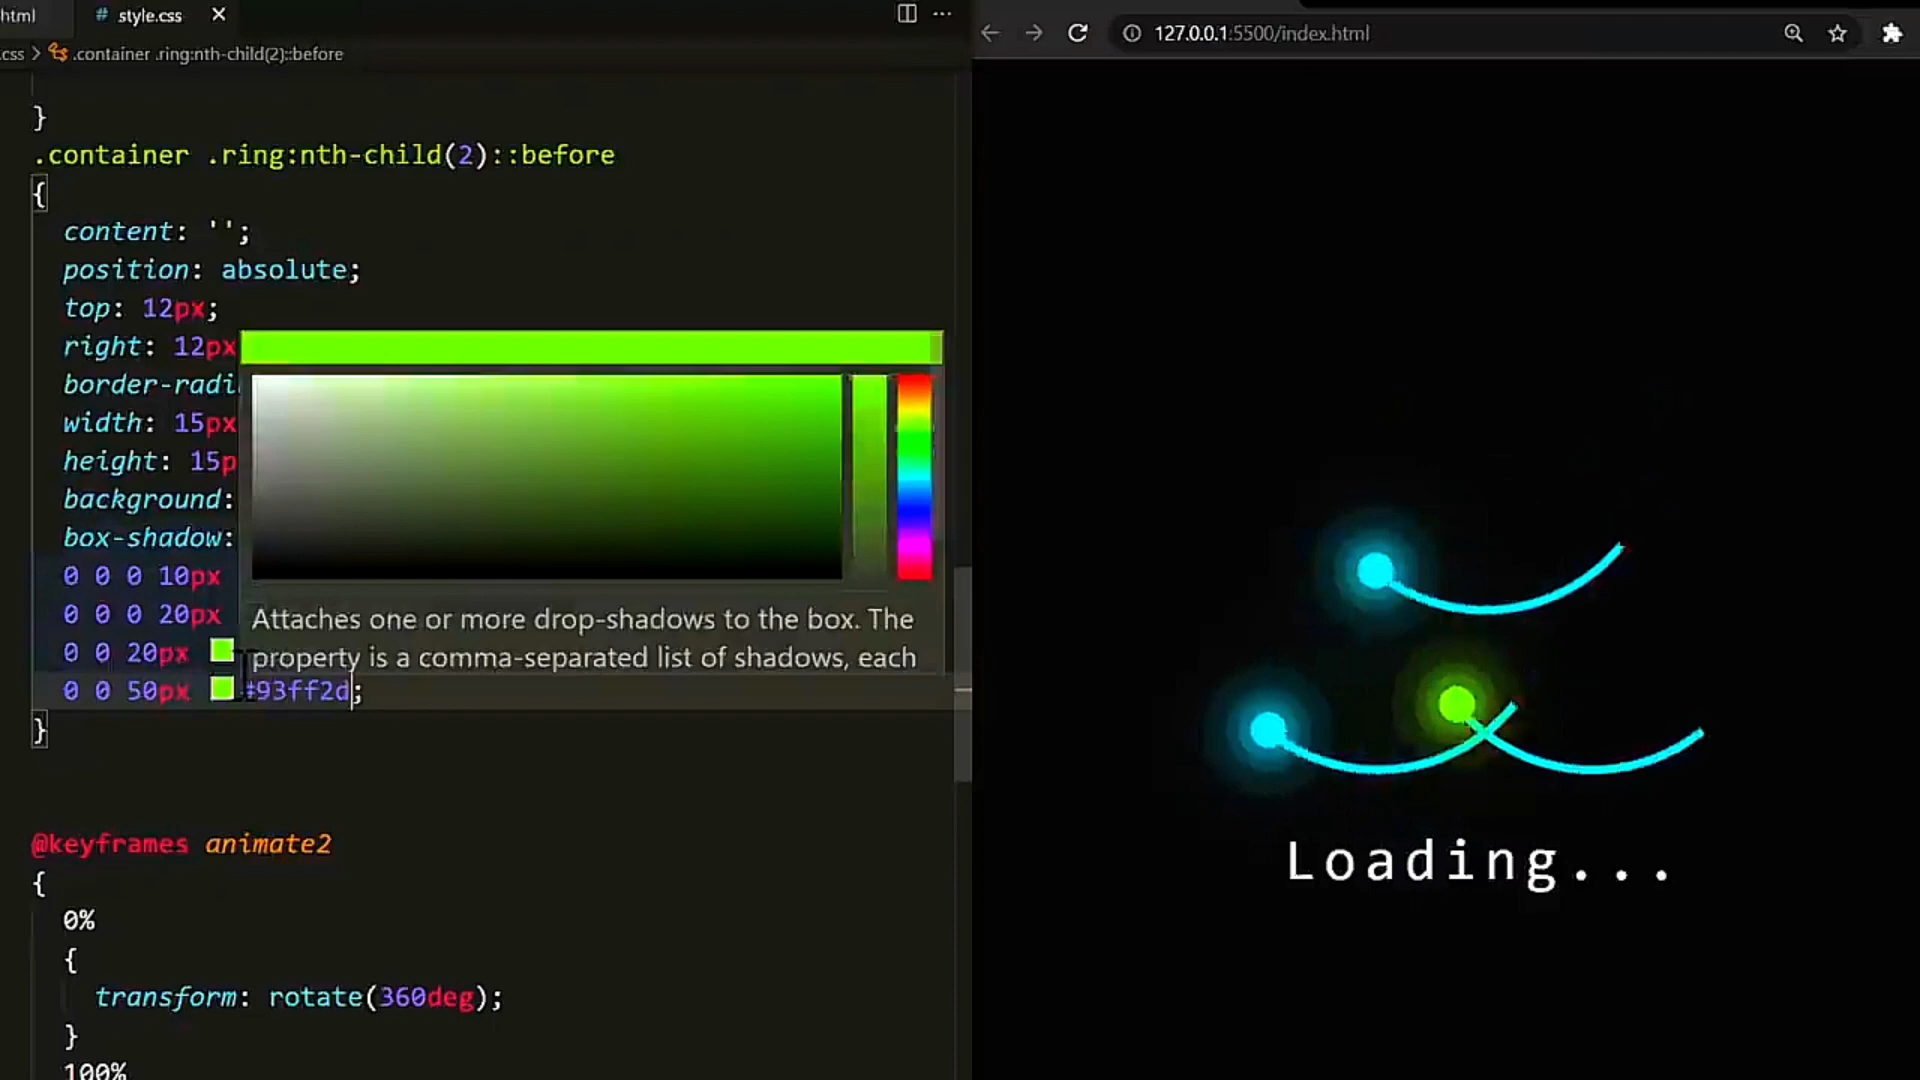 html
# style.css
.css > .container .ring:nth-child(2)::before
}
.container .ring:nth-child(2)::before
{
content: '';
position: absolute;
top: 12px;
right: 12px
border-radi
width: 15px
height: 15p
background:
box-shadow:
0 0 0 10px
0 0 0 20px
0 0 20px
0 0 50px #93ff2d;
}
Attaches one or more drop-shadows to the box. The
property is a comma-separated list of shadows, each
@keyframes animate2
{
0%
{
transform: rotate(360deg);
}
100%
127.0.0.1:5500/index.html
Loading...